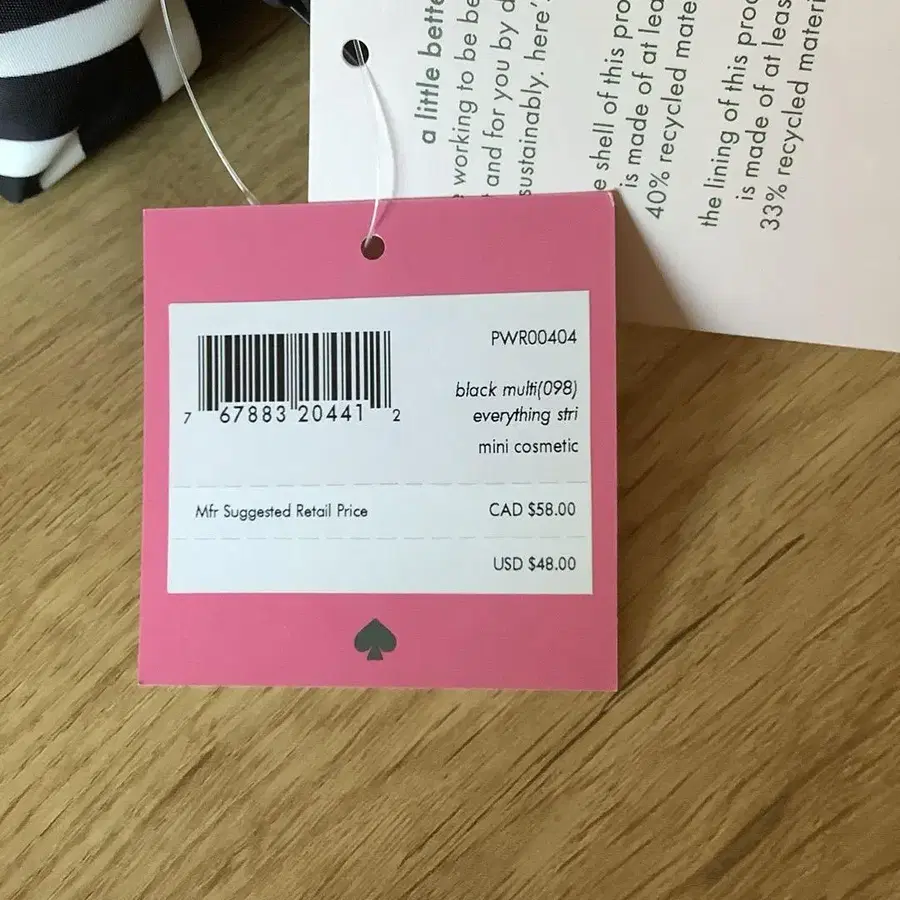 a little bette
working to be be
and for you by d
sustainably. here'
e shell of this pro
is made of at lea
40% recycled mate
the lining of this proc
is made of at leas
33% recycled materi
PWR00404
7 67883 20441 2
black multi(098)
everything stri
mini cosmetic
Mfr Suggested Retail Price
CAD $58.00
USD $48.00